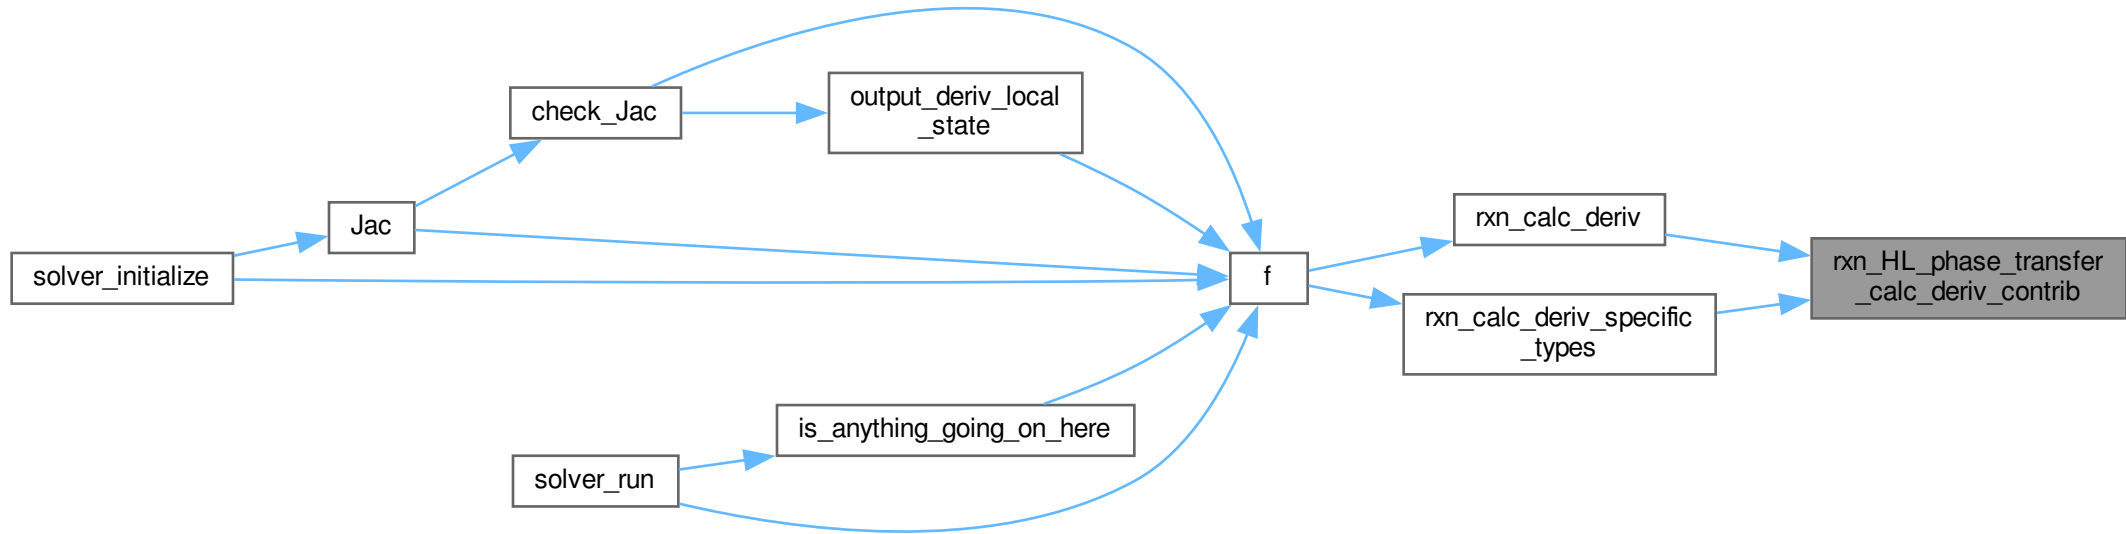 check_Jac
output_deriv_local
_state
Jac
solver_initialize
f
rxn_calc_deriv
rxn_calc_deriv_specific
_types
rxn_HL_phase_transfer
_calc_deriv_contrib
is_anything_going_on_here
solver_run